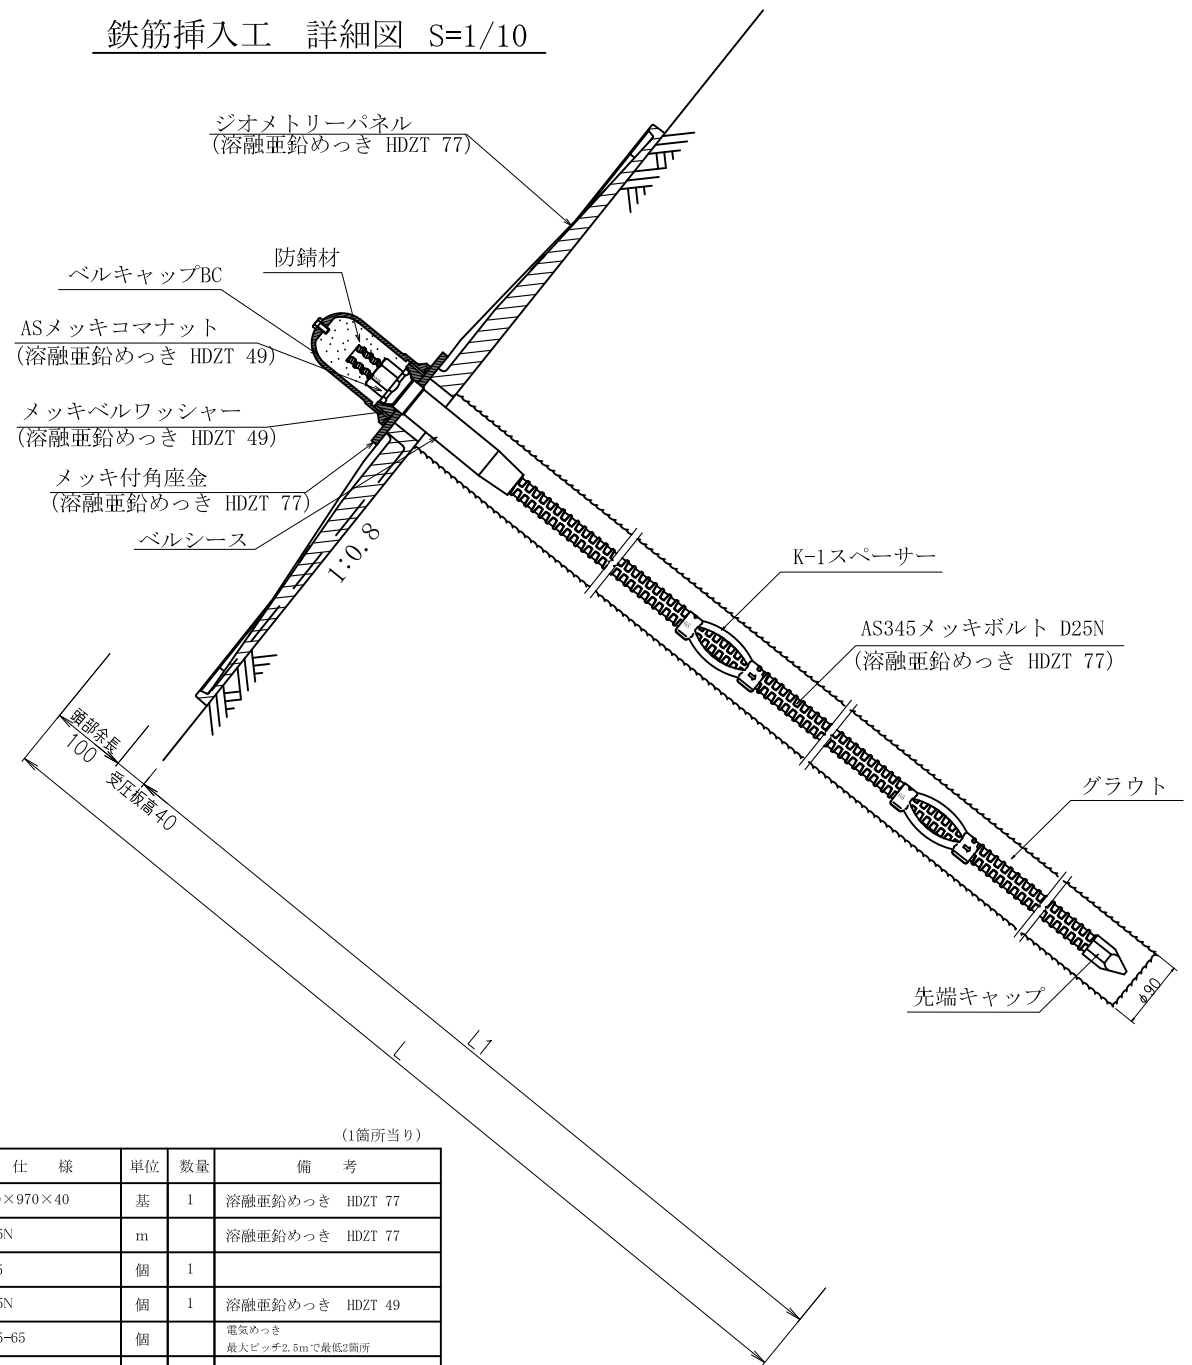 鉄筋挿入工　詳細図 S=1/10
ジオメトリーパネル
(溶融亜鉛めっき HDZT 77)
防錆材
ベルキャップBC
ASメッキコマナット
(溶融亜鉛めっき HDZT 49)
メッキベルワッシャー
(溶融亜鉛めっき HDZT 49)
メッキ付角座金
(溶融亜鉛めっき HDZT 77)
ベルシース
1:0.8
K-1スペーサー
AS345メッキボルト D25N
(溶融亜鉛めっき HDZT 77)
頭部余長
100
受圧板高40
グラウト
先端キャップ
φ90
L1
L
(1箇所当り)
仕　様 単位 数量 備　考
×970×40 基 1 溶融亜鉛めっき HDZT 77
5N m 溶融亜鉛めっき HDZT 77
個 1
5N 個 1 溶融亜鉛めっき HDZT 49
5-65 個 電気めっき
最大ピッチ2.5mで最低2箇所